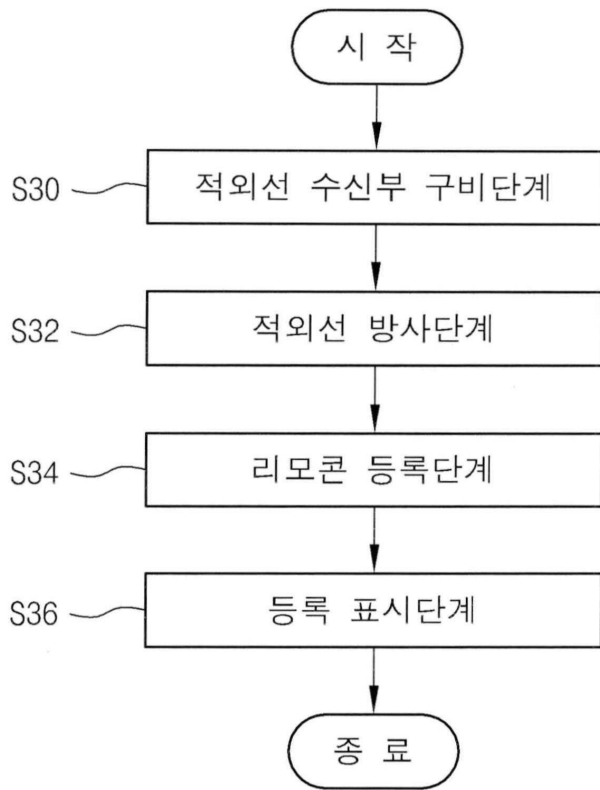 시 작
S30 적외선 수신부 구비단계
S32 적외선 방사단계
S34 리모콘 등록단계
S36 등록 표시단계
종 료